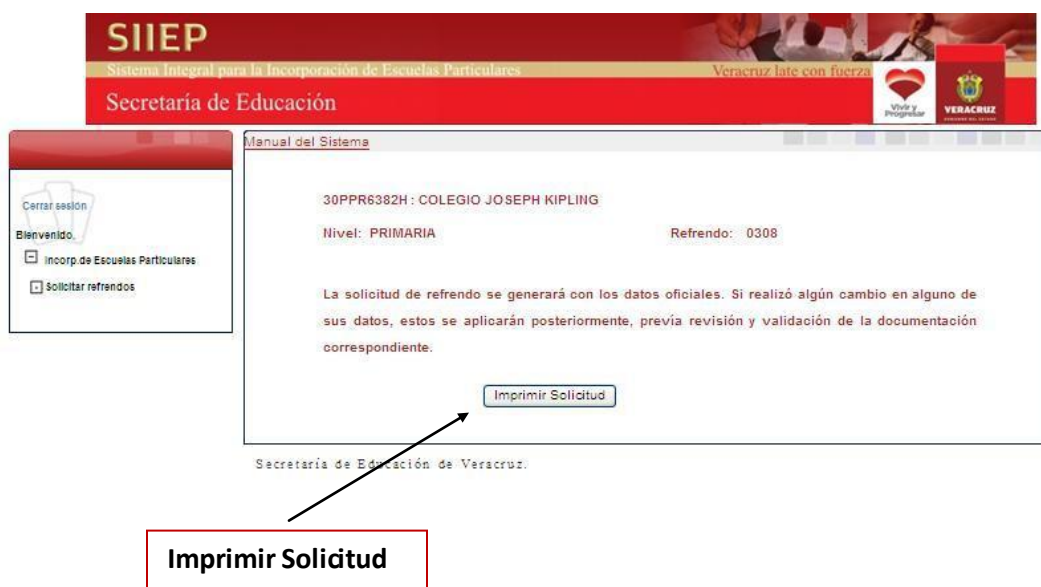 SIIEP
Sistema Integral para la Incorporación de Escuelas Particulares
Veracruz late con fuerza
Secretaría de Educación
Vivir y
Progresar
VERACRUZ
Manual del Sistema
Cerrar sesión
Bienvenido,
Incorp.de Escuelas Particulares
Solicitar refrendos
30PPR6382H : COLEGIO JOSEPH KIPLING
Nivel: PRIMARIA
Refrendo: 0308
La solicitud de refrendo se generará con los datos oficiales. Si realizó algún cambio en alguno de
sus datos, estos se aplicarán posteriormente, previa revisión y validación de la documentación
correspondiente.
Imprimir Solicitud
Secretaría de Educación de Veracruz.
Imprimir Solicitud